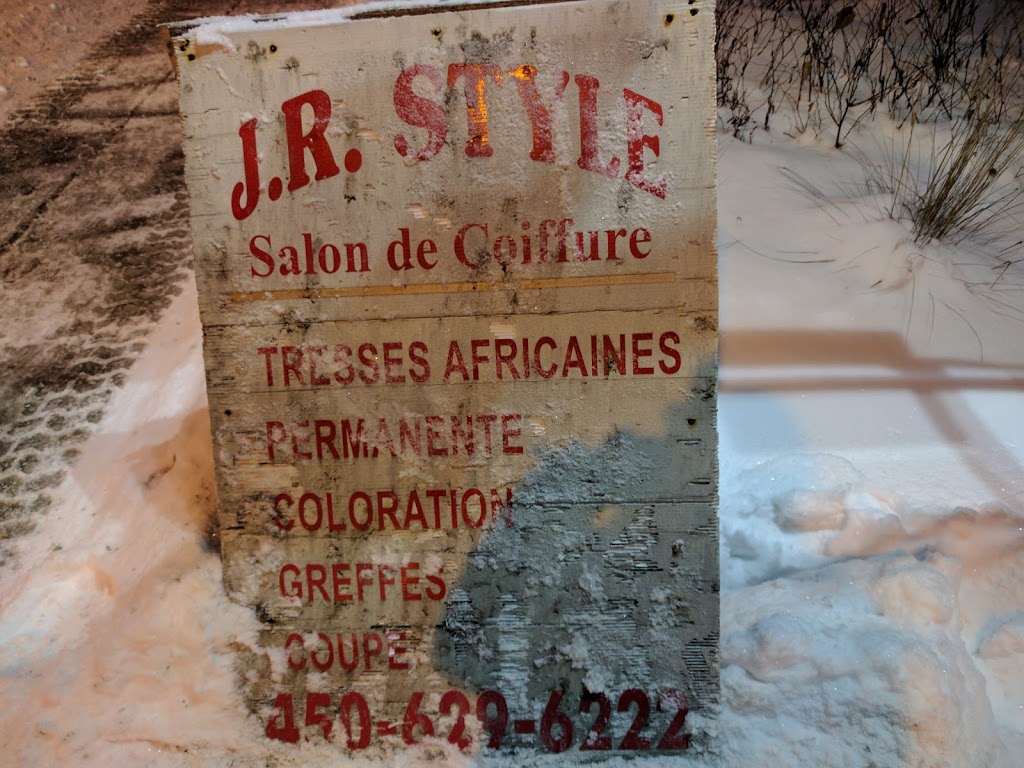 J.R. STYLE
Salon de Coiffure
TRESSES AFRICAINES
PERMANENTE
COLORATION
GREFFES
COUPE
450-629-6222